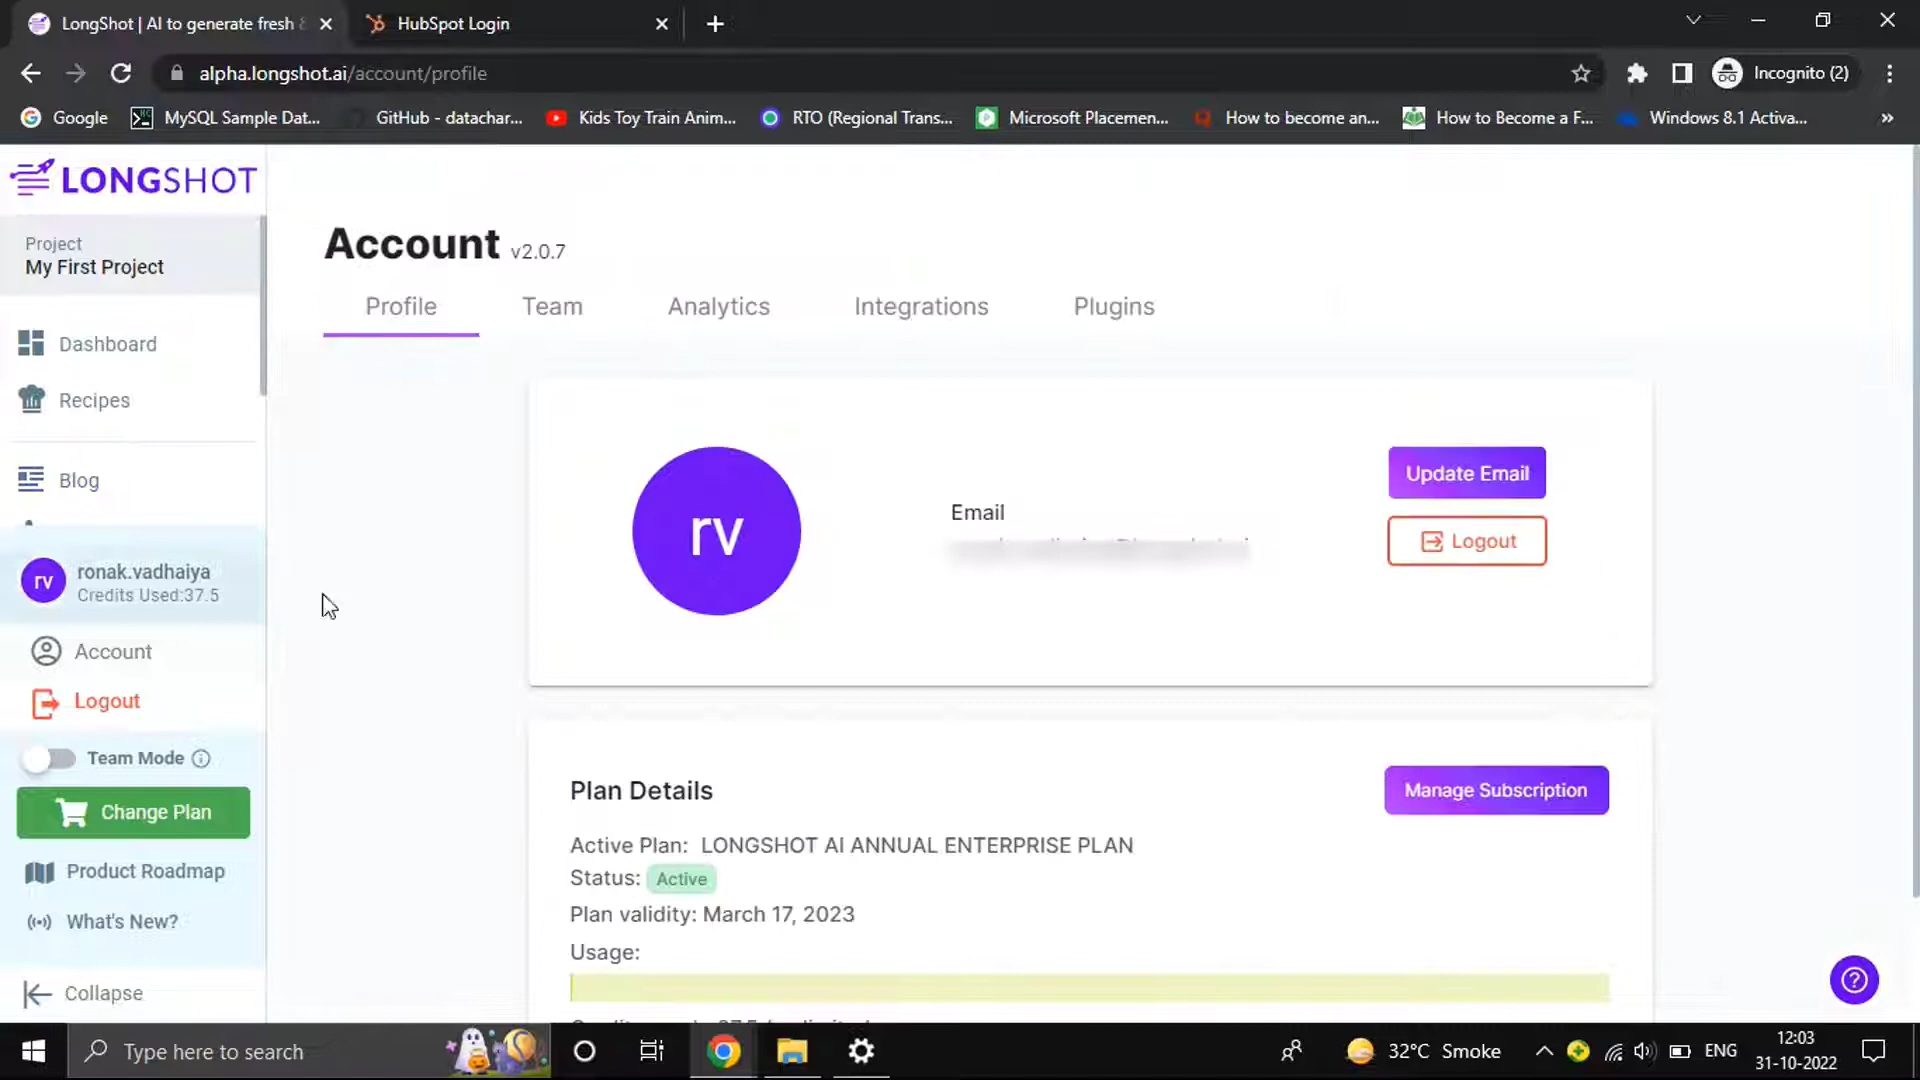 LongShot | AI to generate fresh &
HubSpot Login
alpha.longshot.ai/account/profile
Incognito (2)
Google
MySQL Sample Dat...
GitHub - datachar...
Kids Toy Train Anim...
RTO (Regional Trans...
Microsoft Placemen...
How to become an...
How to Become a F...
Windows 8.1 Activa...
»
LONGSHOT
Project
My First Project
Dashboard
Recipes
Blog
rv
ronak.vadhaiya
Credits Used:37.5
Account
Logout
Team Mode
Change Plan
Product Roadmap
What's New?
Collapse
Account v2.0.7
Profile
Team
Analytics
Integrations
Plugins
rv
Email
Update Email
Logout
Plan Details
Manage Subscription
Active Plan: LONGSHOT AI ANNUAL ENTERPRISE PLAN
Status: Active
Plan validity: March 17, 2023
Usage:
Type here to search
32°C Smoke
ENG
12:03
31-10-2022